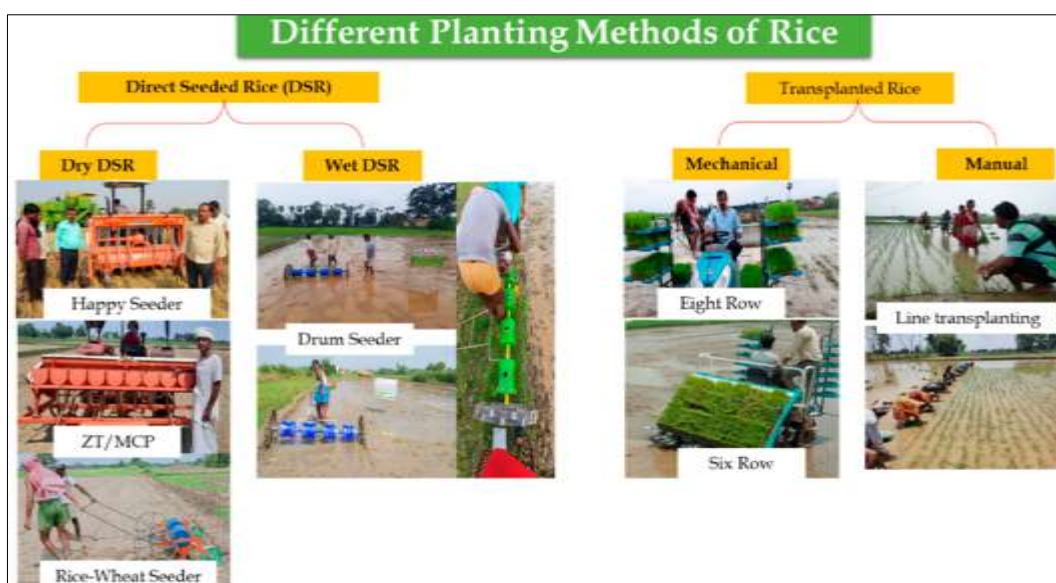 Different Planting Methods of Rice
Direct Seeded Rice (DSR)
Transplanted Rice
Dry DSR
Wet DSR
Mechanical
Manual
Happy Seeder
Drum Seeder
Eight Row
Line transplanting
ZT/MCP
Six Row
Rice-Wheat Seeder